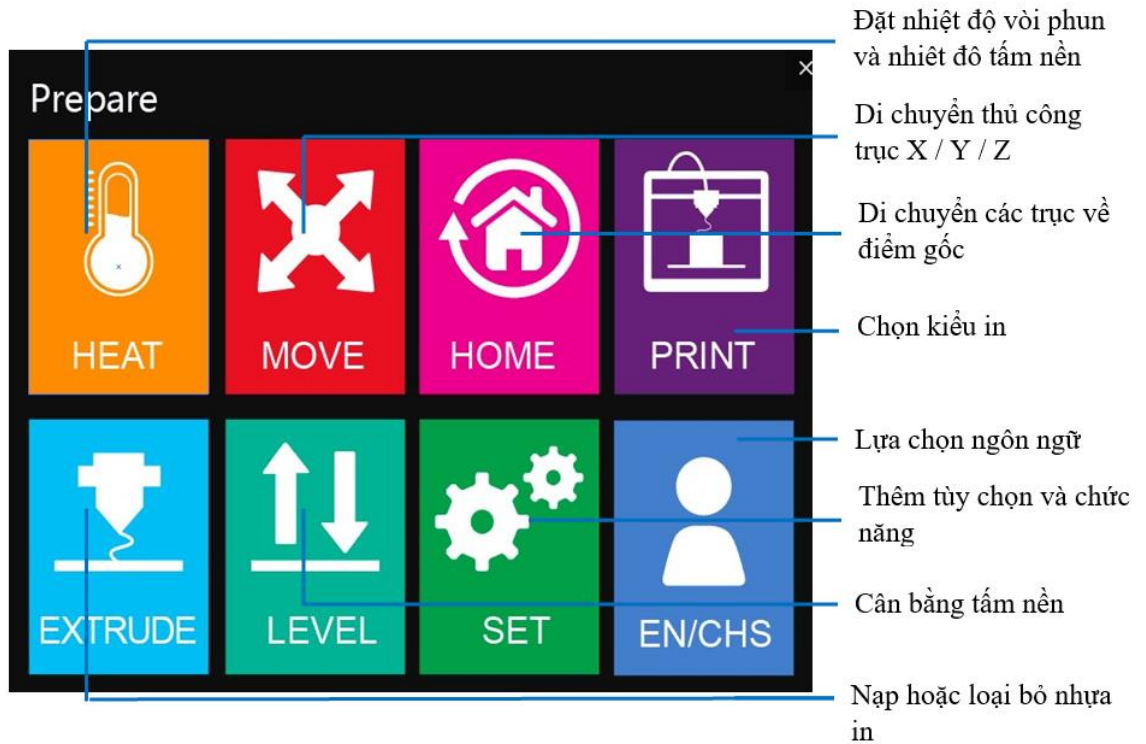 Đặt nhiệt độ vòi phun
và nhiêt đô tấm nền
×
Prepare
Di chuyển thủ công
trục X / Y / Z
Di chuyển các trục về
điểm gốc
Chọn kiểu in
HEAT
MOVE
HOME
PRINT
Lựa chọn ngôn ngữ
Thêm tùy chọn và chức
năng
Cân bằng tấm nền
EXTRUDE
LEVEL
SET
EN/CHS
Nạp hoặc loại bỏ nhựa
in